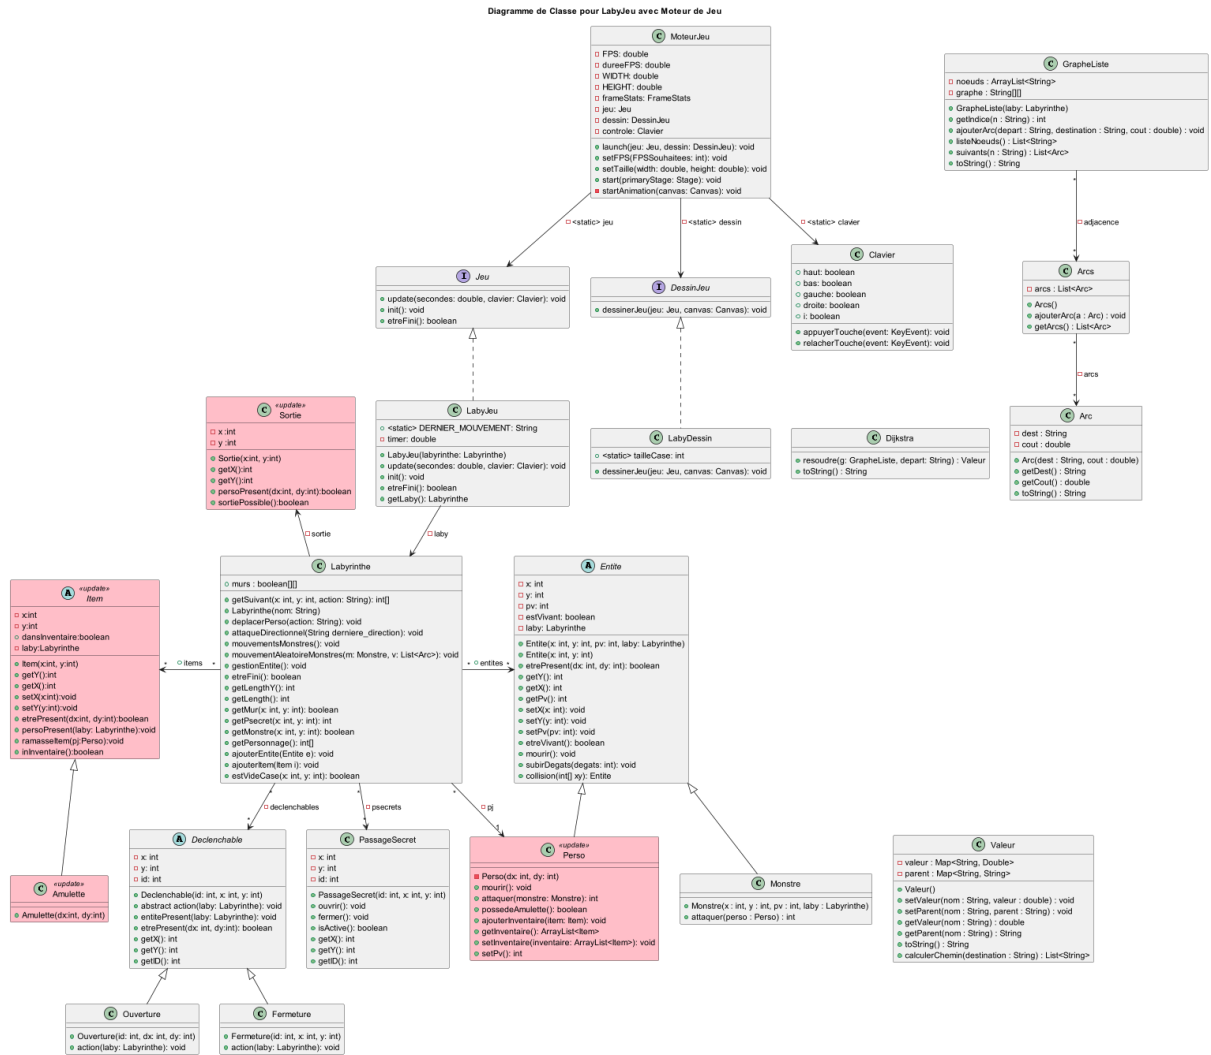 Diagramme de Classe pour LabyJeu avec Moteur de Jeu
C MoteurJeu
FPS: double
dureeFPS: double
WIDTH: double
HEIGHT: double
frameStats: FrameStats
jeu: Jeu
dessin: DessinJeu
controle: Clavier
launch(jeu: Jeu, dessin: DessinJeu): void
setFPS(FPSSouhaitees: int): void
setTaille(width: double, height: double): void
start(primaryStage: Stage): void
startAnimation(canvas: Canvas): void
C GrapheListe
noeuds : ArrayList<String>
graphe : String[][]
GrapheListe(laby: Labyrinthe)
getIndice(n : String) : int
ajouterArc(depart : String, destination : String, cout : double) : void
listeNoeuds() : List<String>
suivants(n : String) : List<Arc>
toString() : String
<static> jeu
<static> dessin
<static> clavier
* adjacence *
I Jeu
update(secondes: double, clavier: Clavier): void
init(): void
etreFini(): boolean
I DessinJeu
dessinerJeu(jeu: Jeu, canvas: Canvas): void
C Clavier
haut: boolean
bas: boolean
gauche: boolean
droite: boolean
i: boolean
appuyerTouche(event: KeyEvent): void
relacherTouche(event: KeyEvent): void
C Arcs
arcs : List<Arc>
Arcs()
ajouterArc(a : Arc) : void
getArcs() : List<Arc>
* arcs *
C «update»
Sortie
x :int
y :int
Sortie(x:int, y:int)
getX():int
getY():int
persoPresent(dx:int, dy:int):boolean
sortiePossible():boolean
C LabyJeu
<static> DERNIER_MOUVEMENT: String
timer: double
LabyJeu(labyrinthe: Labyrinthe)
update(secondes: double, clavier: Clavier): void
init(): void
etreFini(): boolean
getLaby(): Labyrinthe
C LabyDessin
<static> tailleCase: int
dessinerJeu(jeu: Jeu, canvas: Canvas): void
C Dijkstra
resoudre(g: GrapheListe, depart: String) : Valeur
toString() : String
C Arc
dest : String
cout : double
Arc(dest : String, cout : double)
getDest() : String
getCout() : double
toString() : String
sortie
laby
A «update»
Item
x:int
y:int
dansInventaire:boolean
laby:Labyrinthe
Item(x:int, y:int)
getY():int
getX():int
setX(x:int):void
setY(y:int):void
etrePresent(dx:int, dy:int):boolean
persoPresent(laby: Labyrinthe):void
ramasseItem(pj:Perso):void
inInventaire():boolean
* items *
C Labyrinthe
murs : boolean[][]
getSuivant(x: int, y: int, action: String): int[]
Labyrinthe(nom: String)
deplacerPerso(action: String): void
attaqueDirectionnel(String derniere_direction): void
mouvementsMonstres(): void
mouvementAleatoireMonstres(m: Monstre, v: List<Arc>): void
gestionEntite(): void
etreFini(): boolean
getLengthY(): int
getLength(): int
getMur(x: int, y: int): boolean
getPsecret(x: int, y: int): int
getMonstre(x: int, y: int): boolean
getPersonnage(): int[]
ajouterEntite(Entite e): void
ajouterItem(Item i): void
estVideCase(x: int, y: int): boolean
* entites *
A Entite
x: int
y: int
pv: int
estVivant: boolean
laby: Labyrinthe
Entite(x: int, y: int, pv: int, laby: Labyrinthe)
Entite(x: int, y: int)
etrePresent(dx: int, dy: int): boolean
getY(): int
getX(): int
getPv(): int
setX(x: int): void
setY(y: int): void
setPv(pv: int): void
etreVivant(): boolean
mourir(): void
subirDegats(degats: int): void
collision(int[] xy): Entite
* declenchables *
* psecrets *
* pj 1
C «update»
Amulette
Amulette(dx:int, dy:int)
A Declenchable
x: int
y: int
id: int
Declenchable(id: int, x: int, y: int)
abstract action(laby: Labyrinthe): void
entitePresent(laby: Labyrinthe): void
etrePresent(dx: int, dy:int): boolean
getX(): int
getY(): int
getID(): int
C PassageSecret
x: int
y: int
id: int
PassageSecret(id: int, x: int, y: int)
ouvrir(): void
fermer(): void
isActive(): boolean
getX(): int
getY(): int
getID(): int
C «update»
Perso
Perso(dx: int, dy: int)
mourir(): void
attaquer(monstre: Monstre): int
possedeAmulette(): boolean
ajouterInventaire(item: Item): void
getInventaire(): ArrayList<Item>
setInventaire(inventaire: ArrayList<Item>): void
setPv(): int
C Monstre
Monstre(x : int, y : int, pv : int, laby : Labyrinthe)
attaquer(perso : Perso) : int
C Valeur
valeur : Map<String, Double>
parent : Map<String, String>
Valeur()
setValeur(nom : String, valeur : double) : void
setParent(nom : String, parent : String) : void
getValeur(nom : String) : double
getParent(nom : String) : String
toString() : String
calculerChemin(destination : String) : List<String>
C Ouverture
Ouverture(id: int, dx: int, dy: int)
action(laby: Labyrinthe): void
C Fermeture
Fermeture(id: int, x: int, y: int)
action(laby: Labyrinthe): void